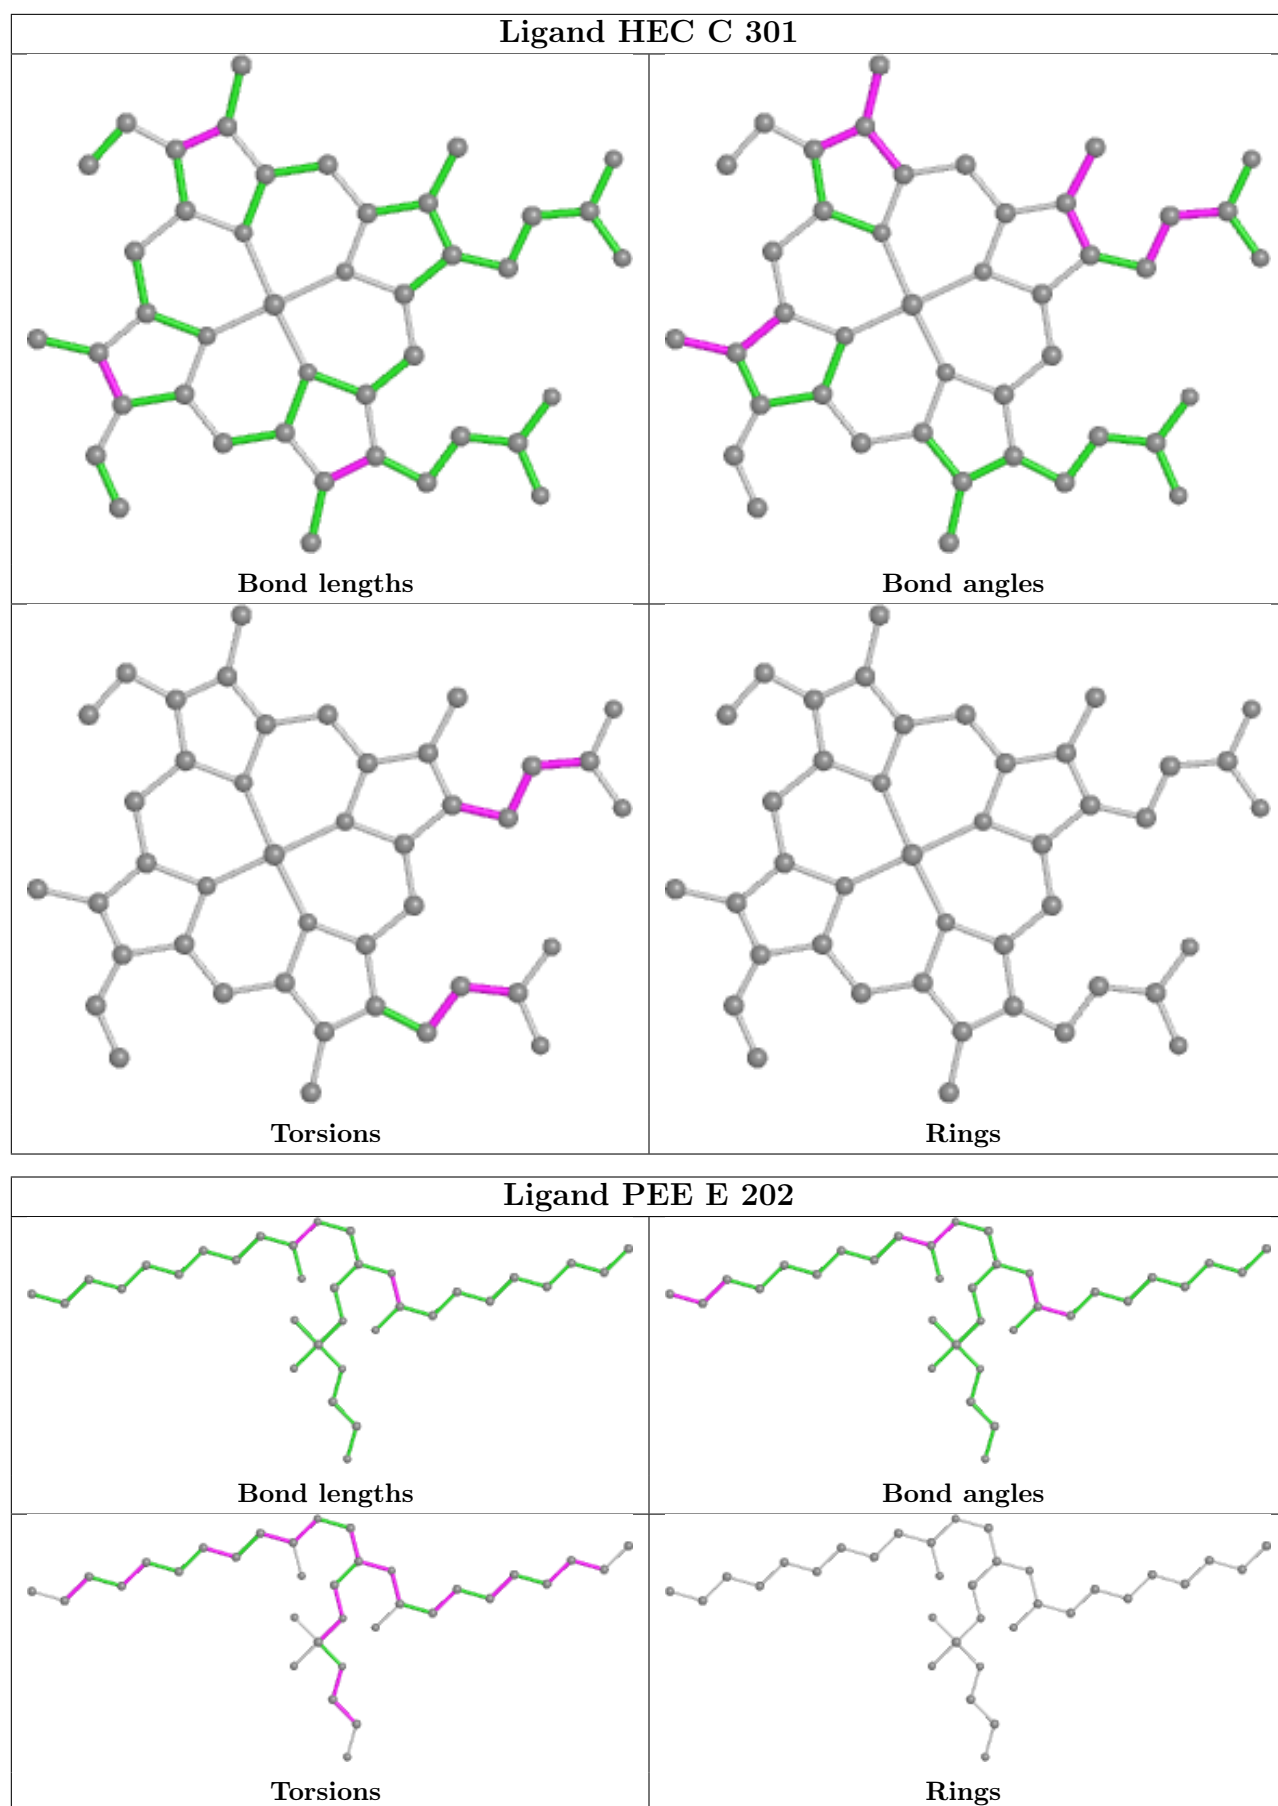 Ligand HEC C 301
Bond lengths
Bond angles
Torsions
Rings
Ligand PEE E 202
Bond lengths
Bond angles
Torsions
Rings